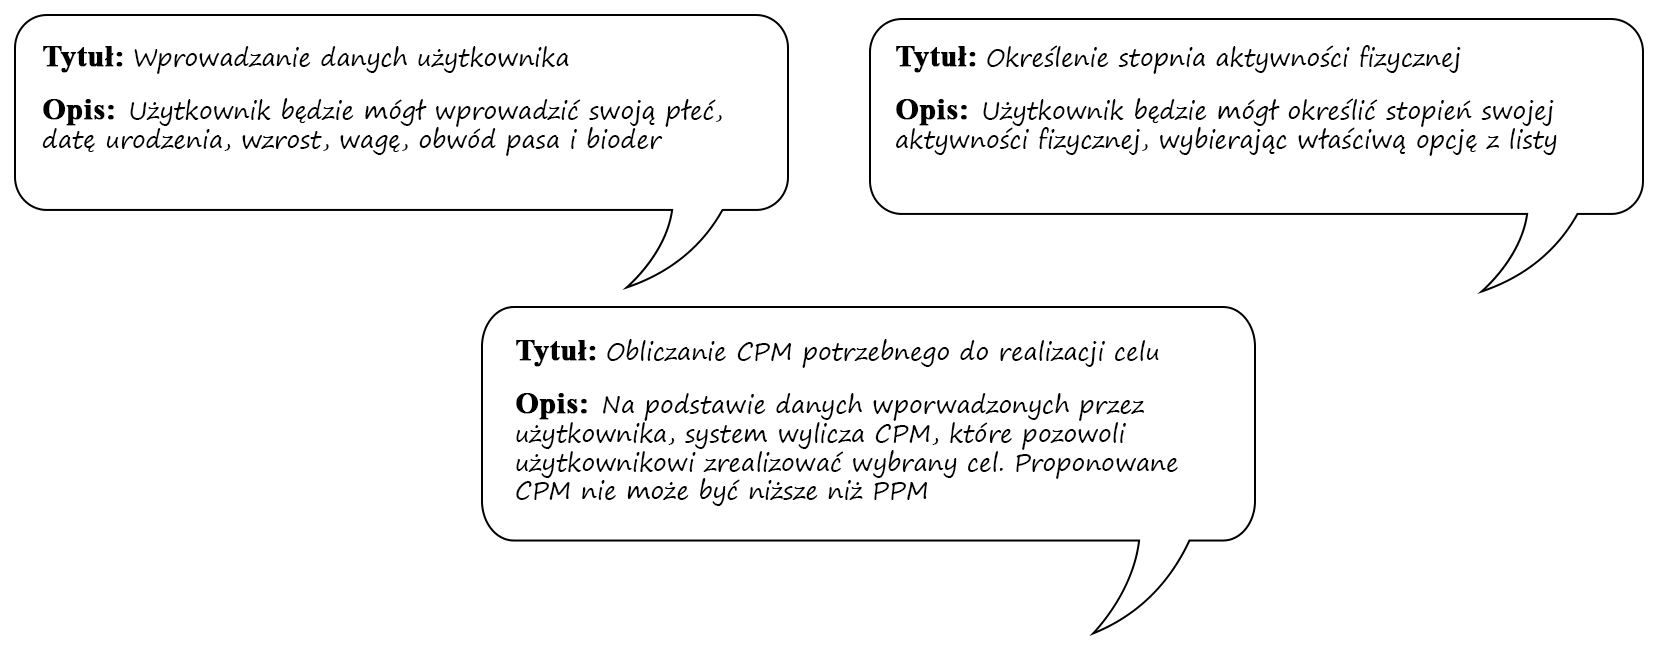 Tytuł: Wprowadzanie danych użytkownika
Opis: Użytkownik będzie mógł wprowadzić swoją płeć,
datę urodzenia, wzrost, wagę, obwód pasa i bioder
Tytuł: Określenie stopnia aktywności fizycznej
Opis: Użytkownik będzie mógł określić stopień swojej
aktywności fizycznej, wybierając właściwą opcję z listy
Tytuł: Obliczanie CPM potrzebnego do realizacji celu
Opis: Na podstawie danych wporwadzonych przez
użytkownika, system wylicza CPM, które pozowoli
użytkownikowi zrealizować wybrany cel. Proponowane
CPM nie może być niższe niż PPM